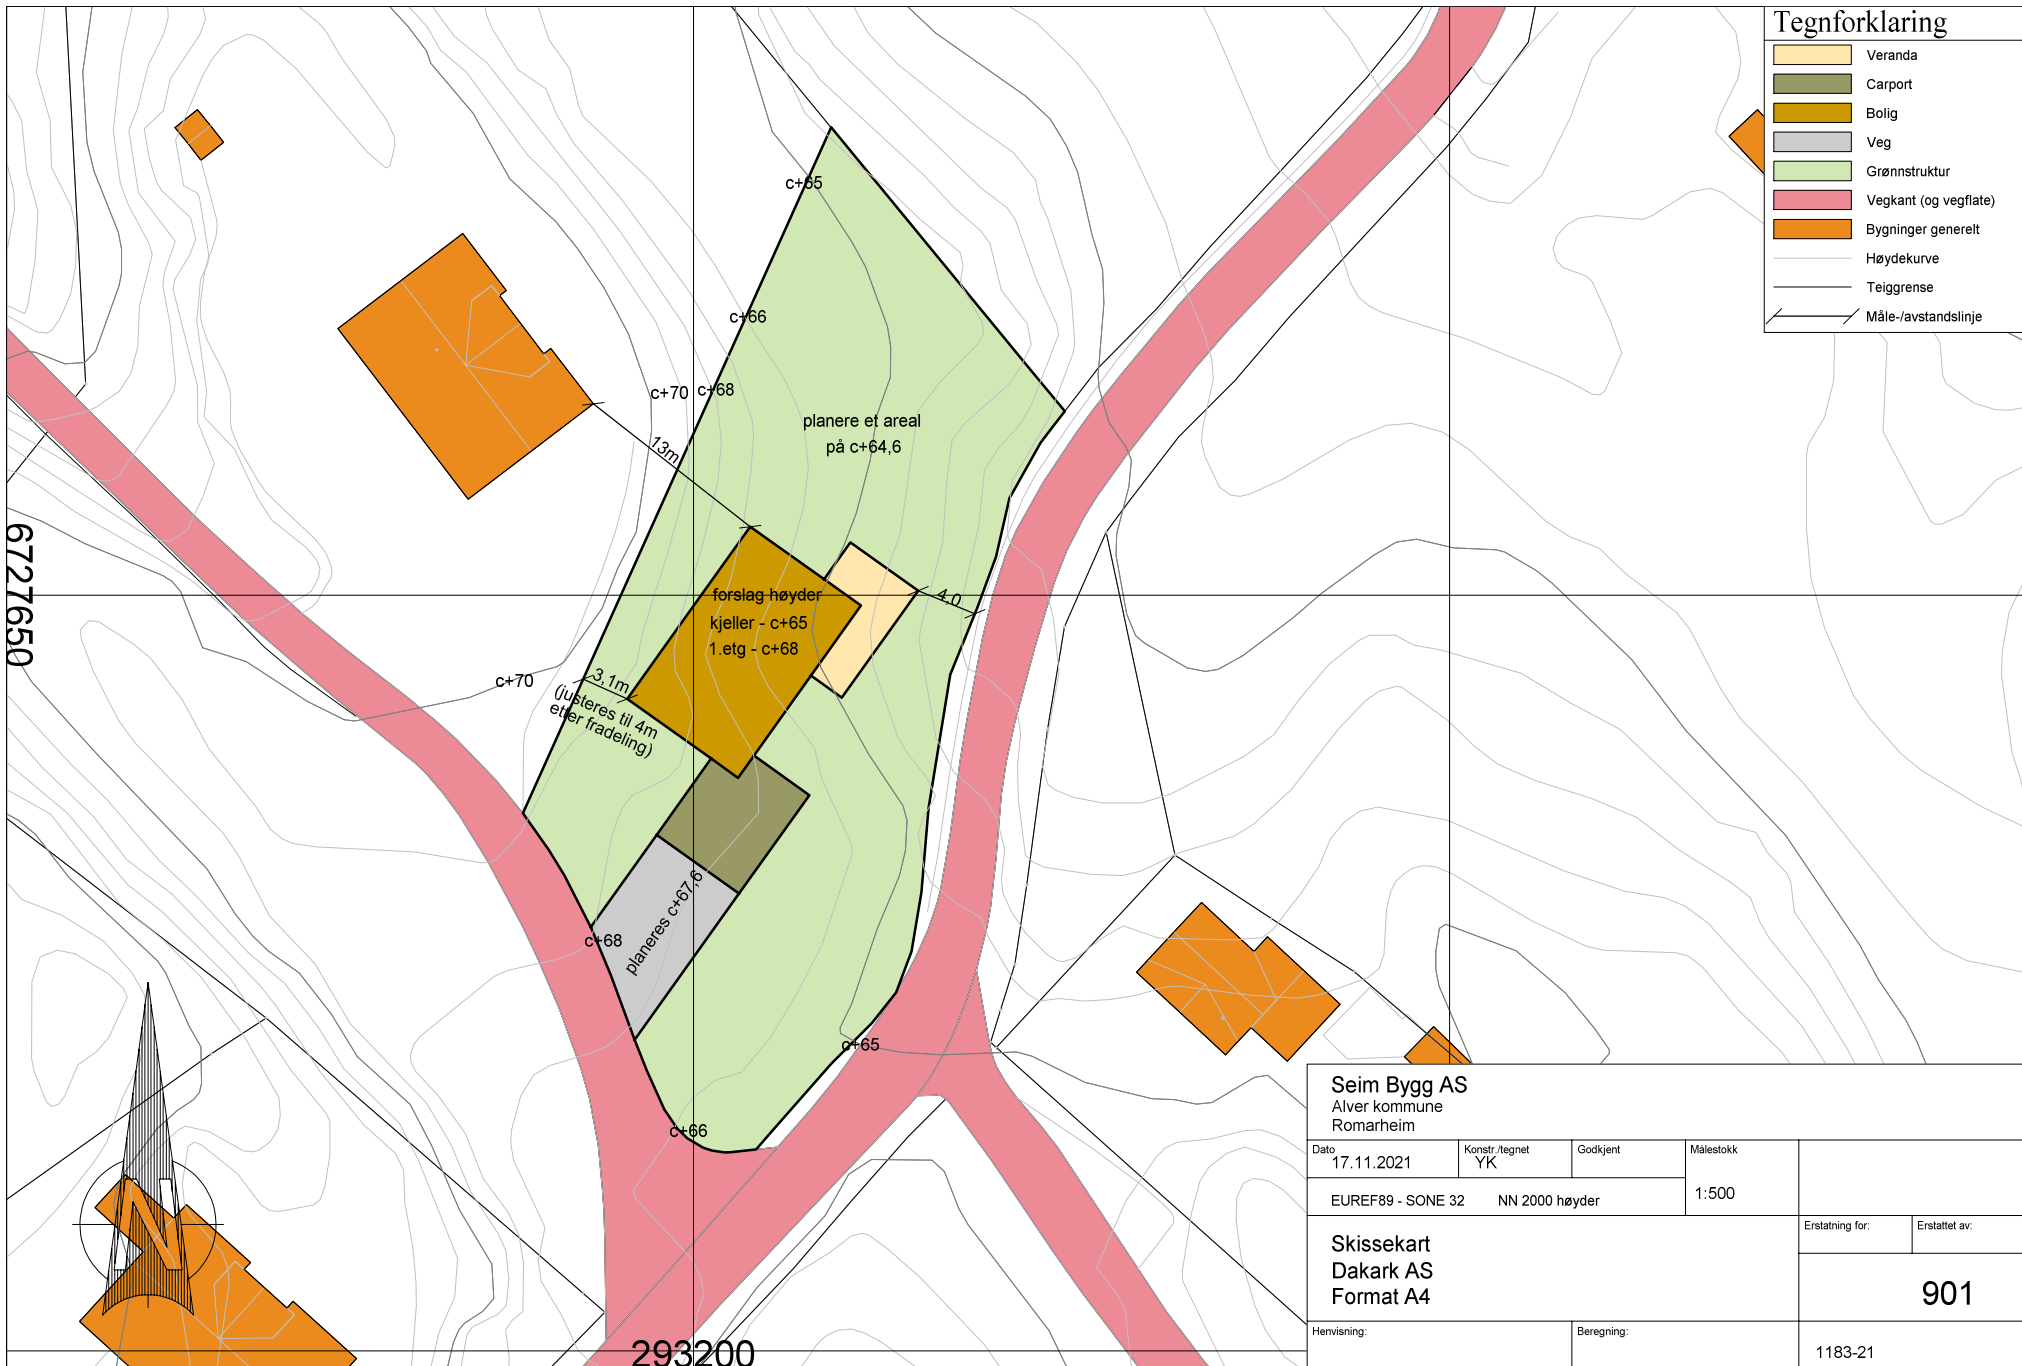 Tegnforklaring
Veranda
Carport
Bolig
Veg
Grønnstruktur
Vegkant (og vegflate)
Bygninger generelt
Høydekurve
Teiggrense
Måle-/avstandslinje
c+65
c+66
c+70
c+68
planere et areal
på c+64,6
13m
forslag høyder
kjeller - c+65
1.etg - c+68
4,0
6727650
c+70
3,1m
(justeres til 4m
etter fradeling)
planeres c+67,6
c+68
c+65
c+66
N
293200
Seim Bygg AS
Alver kommune
Romarheim
Dato
17.11.2021
Konstr./tegnet
YK
Godkjent
Målestokk
1:500
EUREF89 - SONE 32 NN 2000 høyder
Skissekart
Dakark AS
Format A4
Erstatning for:
Erstattet av:
901
Henvisning:
Beregning:
1183-21